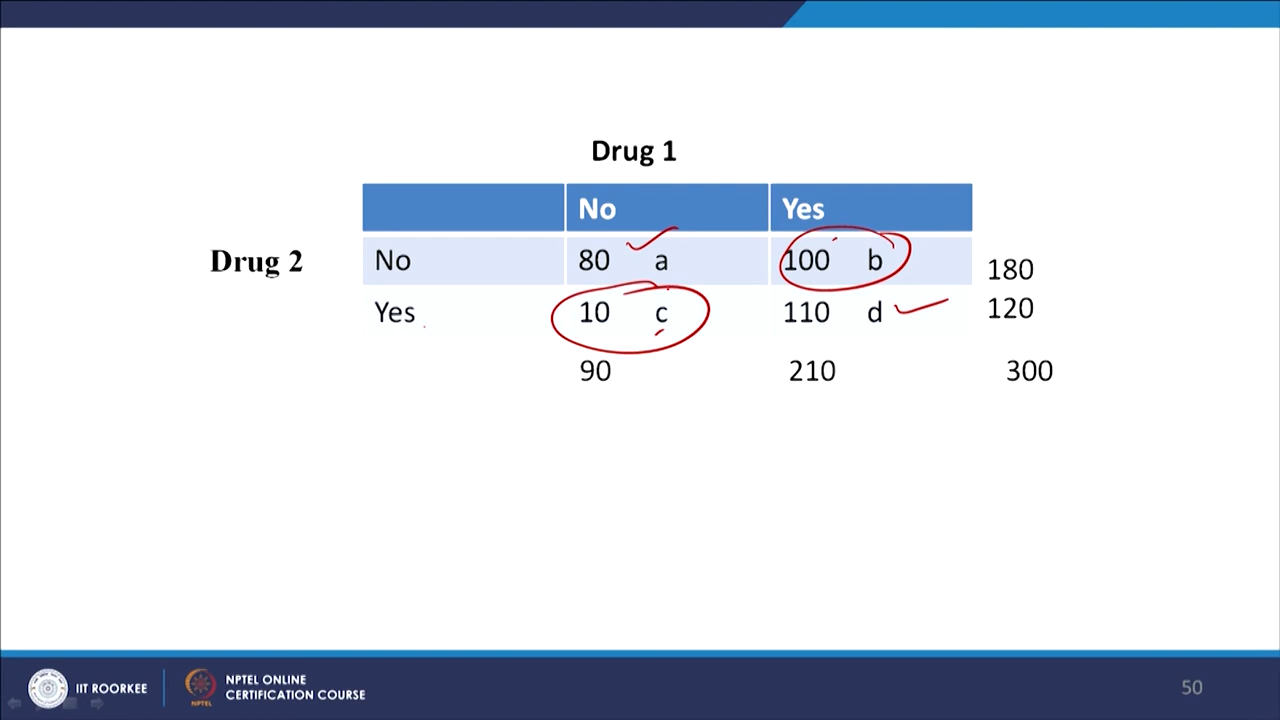 Drug 1
No Yes
Drug 2 No 80 a 100 b 180
Yes 10 c 110 d 120
90 210 300
IIT ROORKEE
NPTEL
NPTEL ONLINE
CERTIFICATION COURSE
50